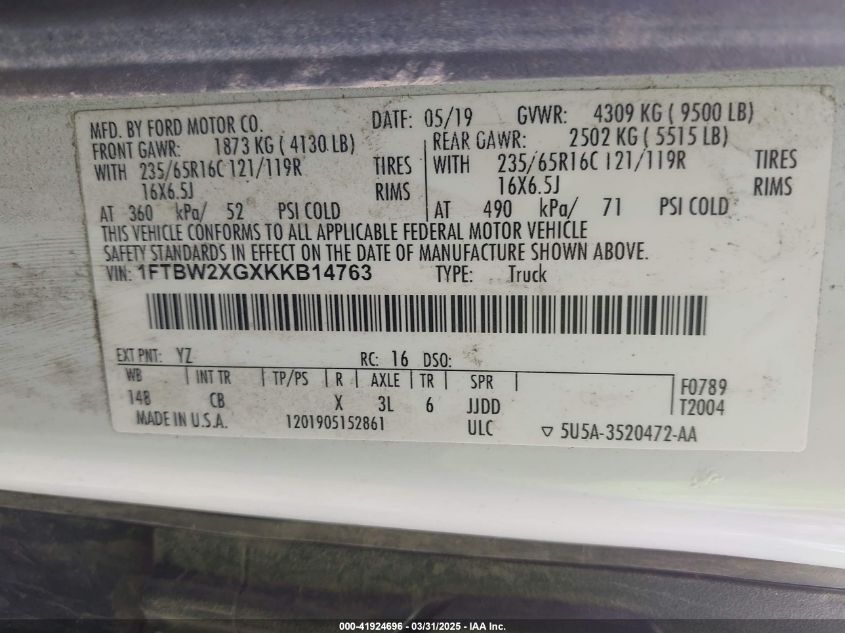 MFD. BY FORD MOTOR CO. DATE: 05/19 GVWR: 4309 KG ( 9500 LB)
FRONT GAWR: 1873 KG ( 4130 LB) REAR GAWR: 2502 KG ( 5515 LB)
WITH 235/65R16C 121/119R TIRES WITH 235/65R16C 121/119R TIRES
16X6.5J RIMS 16X6.5J RIMS
AT 360 kPa/ 52 PSI COLD AT 490 kPa/ 71 PSI COLD
THIS VEHICLE CONFORMS TO ALL APPLICABLE FEDERAL MOTOR VEHICLE
SAFETY STANDARDS IN EFFECT ON THE DATE OF MANUFACTURE SHOWN ABOVE.
VIN: 1FTBW2XGXKKB14763 TYPE: Truck
EXT PNT: YZ RC: 16 DSO:
WB INT TR TP/PS R AXLE TR SPR F0789
148 CB X 3L 6 JJDD T2004
MADE IN U.S.A. 1201905152861 ULC ▽ 5U5A-3520472-AA
000-41924696 - 03/31/2025 - IAA Inc.